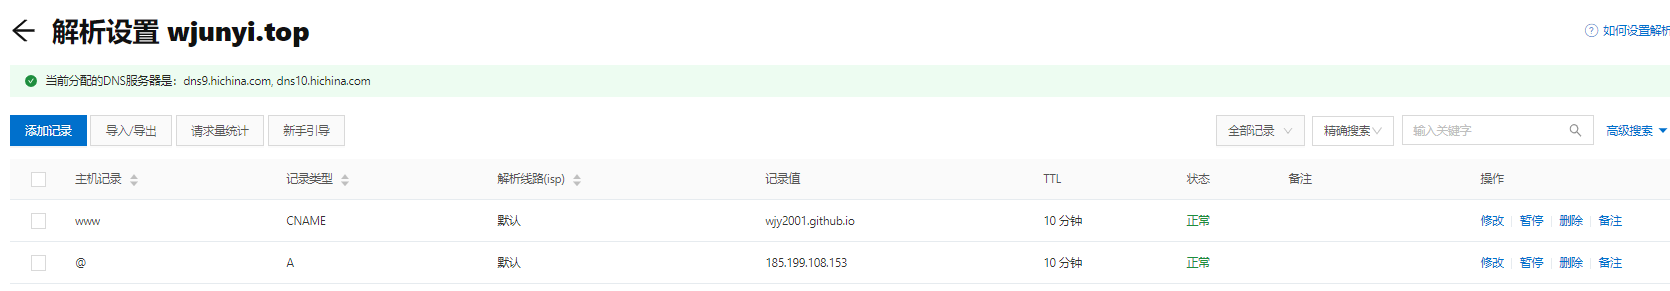 解析设置 wjunyi.top
如何设置解析
当前分配的DNS服务器是：dns9.hichina.com, dns10.hichina.com
添加记录 导入/导出 请求量统计 新手引导 全部记录 精确搜索 输入关键字 高级搜索
主机记录 记录类型 解析线路(isp) 记录值 TTL 状态 备注 操作
www CNAME 默认 wjy2001.github.io 10 分钟 正常 修改 暂停 删除 备注
@ A 默认 185.199.108.153 10 分钟 正常 修改 暂停 删除 备注